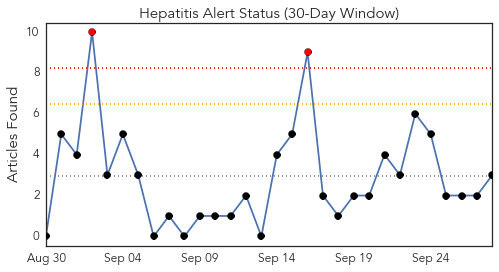 Hepatitis Alert Status (30-Day Window)
Articles Found
10
8
6
4
2
0
Aug 30 Sep 04 Sep 09 Sep 14 Sep 19 Sep 24